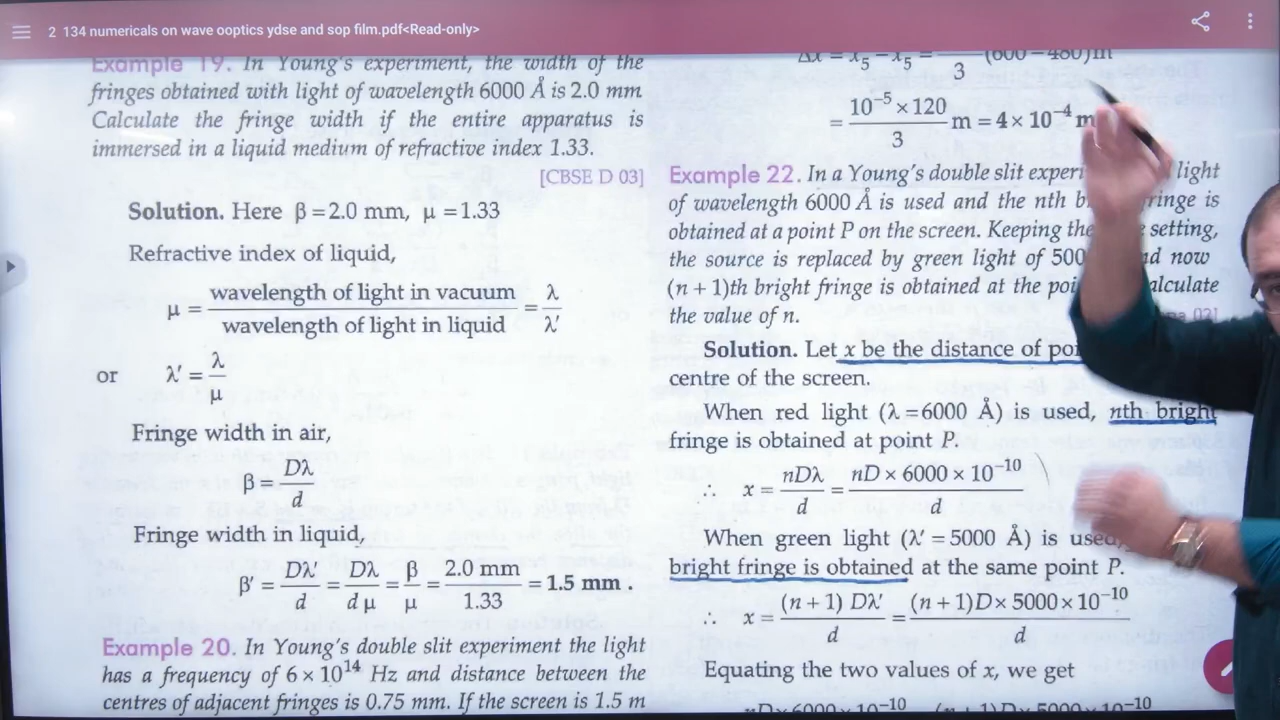 2 134 numericals on wave ooptics ydse and sop film.pdf<Read-only>
Example 19. In Young's experiment, the width of the
fringes obtained with light of wavelength 6000 Å is 2.0 mm
Calculate the fringe width if the entire apparatus is
immersed in a liquid medium of refractive index 1.33.
[CBSE D 03]
Solution. Here β = 2.0 mm, μ = 1.33
Refractive index of liquid,
μ = wavelength of light in vacuum / wavelength of light in liquid = λ / λ′
or λ′ = λ / μ
Fringe width in air,
β = Dλ / d
Fringe width in liquid,
β′ = Dλ′ / d = Dλ / d μ = β / μ = 2.0 mm / 1.33 = 1.5 mm .
Example 20. In Young's double slit experiment the light
has a frequency of 6 × 10¹⁴ Hz and distance between the
centres of adjacent fringes is 0.75 mm. If the screen is 1.5 m
3 (600 − 480)m
= 10⁻⁵ × 120 / 3 m = 4 × 10⁻⁴ m
Example 22. In a Young's double slit light
of wavelength 6000 Å is used and the nth fringe is
obtained at a point P on the screen. Keeping the setting,
the source is replaced by green light of now
(n + 1)th bright fringe is obtained at the
the value of n.
Solution. Let x be the distance of
centre of the screen.
When red light (λ = 6000 Å) is used, nth bright
fringe is obtained at point P.
∴ x = nDλ / d = nD × 6000 × 10⁻¹⁰ / d
When green light (λ′ = 5000 Å) is used,
bright fringe is obtained at the same point P.
∴ x = (n + 1) Dλ′ / d = (n + 1)D × 5000 × 10⁻¹⁰ / d
Equating the two values of x, we get
nD × 6000 × 10⁻¹⁰ (n + 1) D × 5000 × 10⁻¹⁰